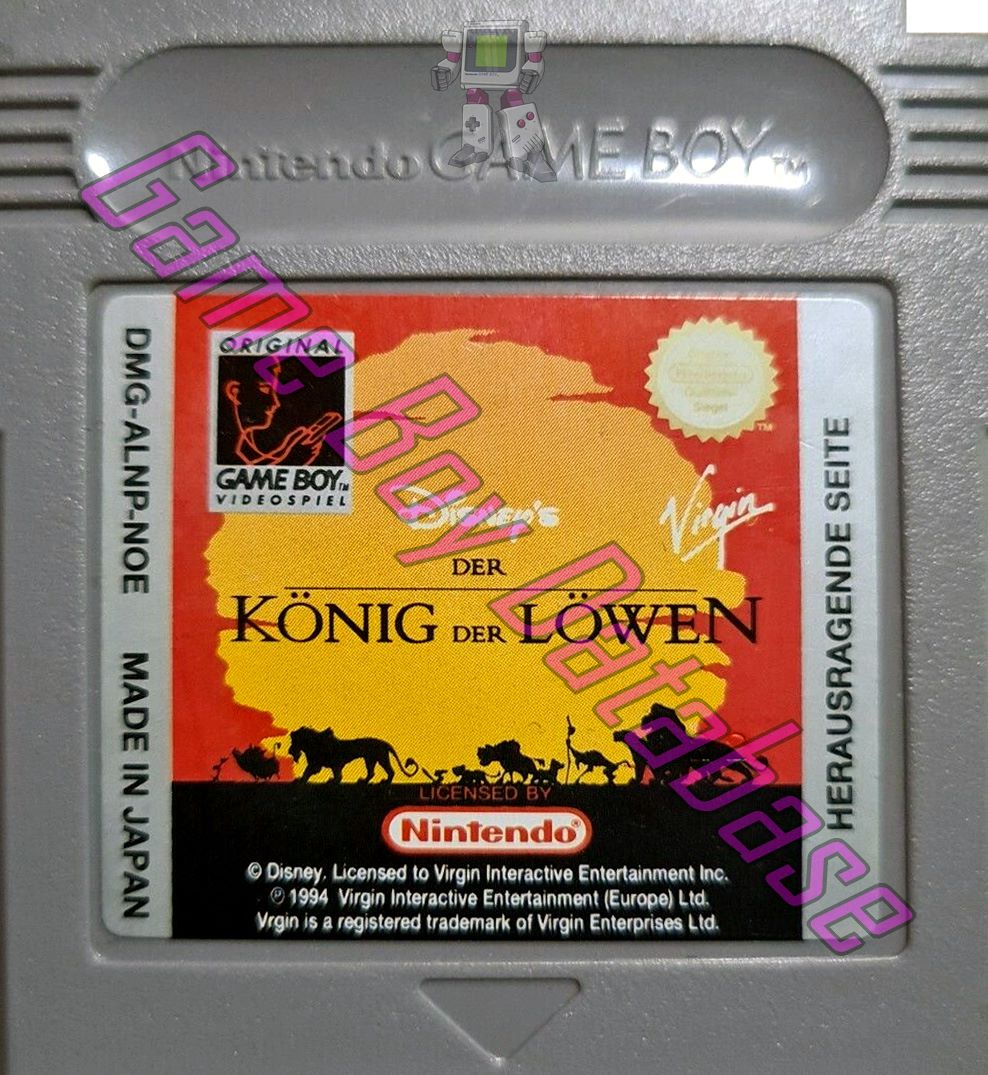 Nintendo GAME BOY™
Game Boy Database
DMG-ALNP-NOE MADE IN JAPAN
ORIGINAL
GAME BOY™
VIDEOSPIEL
Siegel
TM
Disney's
Virgin
DER
KÖNIG DER LÖWEN
HERAUSRAGENDE SEITE
LICENSED BY
Nintendo®
© Disney. Licensed to Virgin Interactive Entertainment Inc.
℗ 1994 Virgin Interactive Entertainment (Europe) Ltd.
Vrgin is a registered trademark of Virgin Enterprises Ltd.